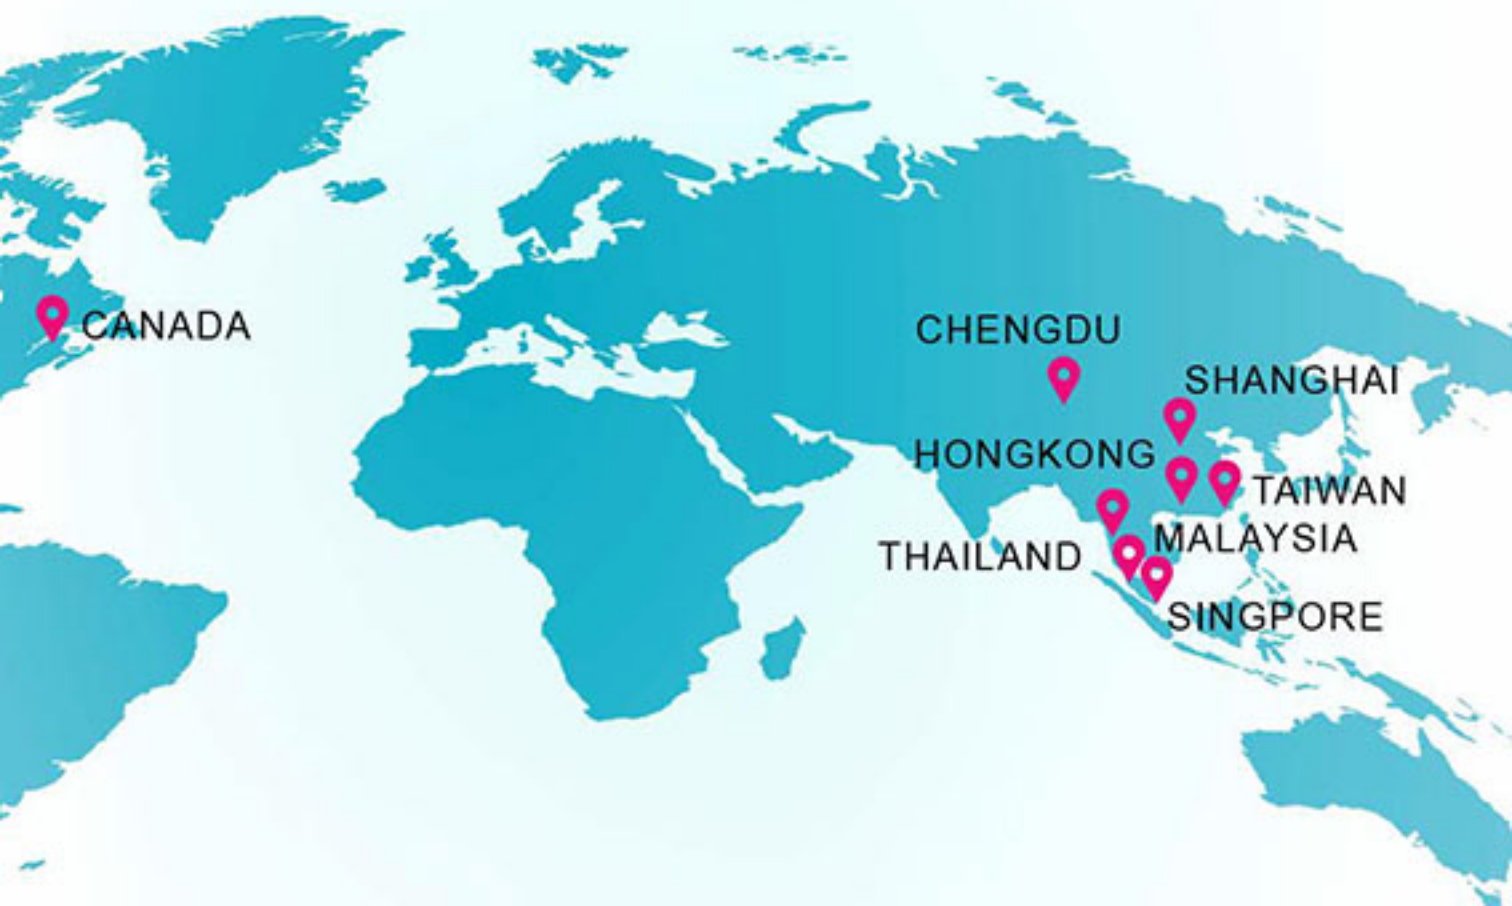 CANADA
CHENGDU
SHANGHAI
HONGKONG
TAIWAN
MALAYSIA
THAILAND
SINGPORE